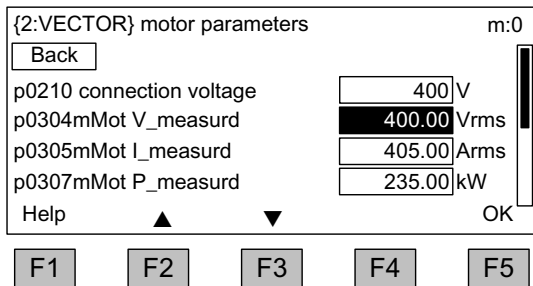 {2:VECTOR} motor parameters m:0
Back
p0210 connection voltage 400 V
p0304mMot V_measurd 400.00 Vrms
p0305mMot I_measurd 405.00 Arms
p0307mMot P_measurd 235.00 kW
Help ▲ ▼ OK
F1 F2 F3 F4 F5